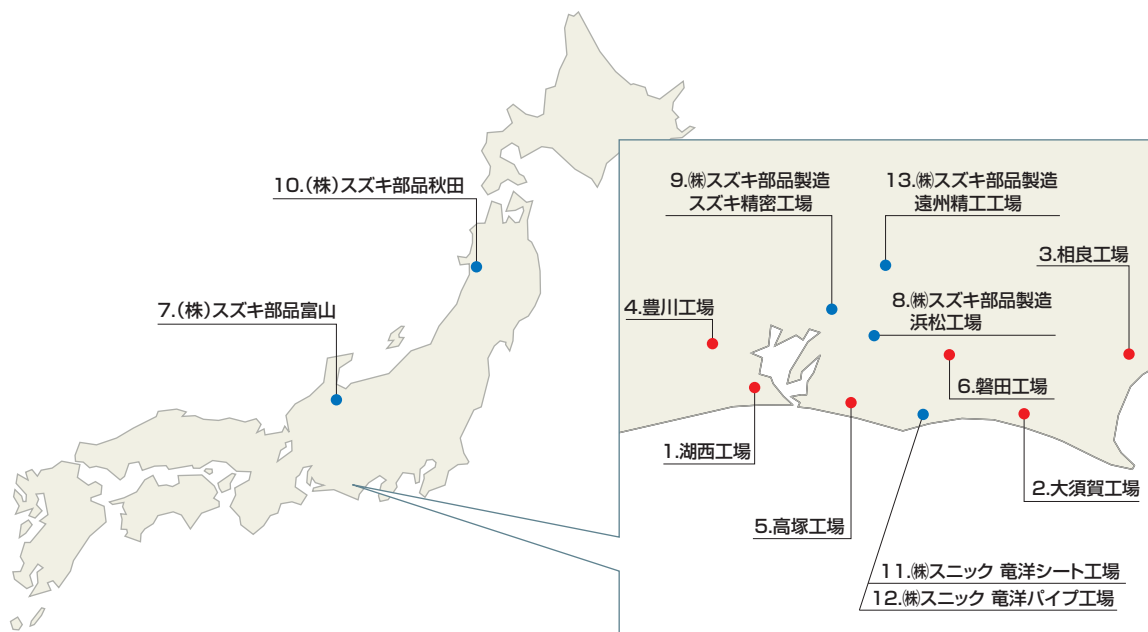 10.(株)スズキ部品秋田
7.(株)スズキ部品富山
9.㈱スズキ部品製造
スズキ精密工場
13.㈱スズキ部品製造
遠州精工工場
3.相良工場
4.豊川工場
8.㈱スズキ部品製造
浜松工場
6.磐田工場
1.湖西工場
2.大須賀工場
5.高塚工場
11.㈱スニック 竜洋シート工場
12.㈱スニック 竜洋パイプ工場